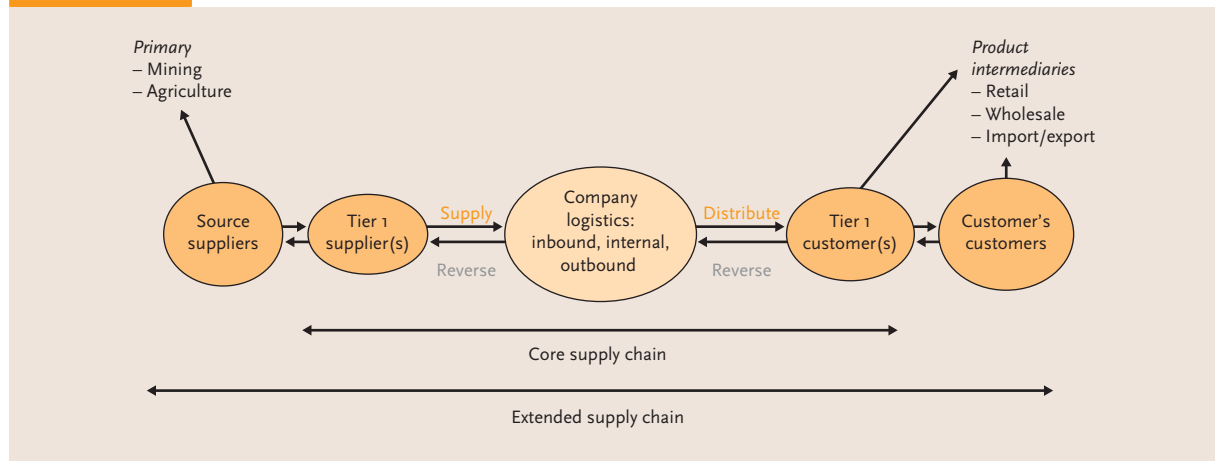 Primary
– Mining
– Agriculture
Product
intermediaries
– Retail
– Wholesale
– Import/export
Source
suppliers
Tier 1
supplier(s)
Supply
Reverse
Company
logistics:
inbound, internal,
outbound
Distribute
Reverse
Tier 1
customer(s)
Customer’s
customers
Core supply chain
Extended supply chain